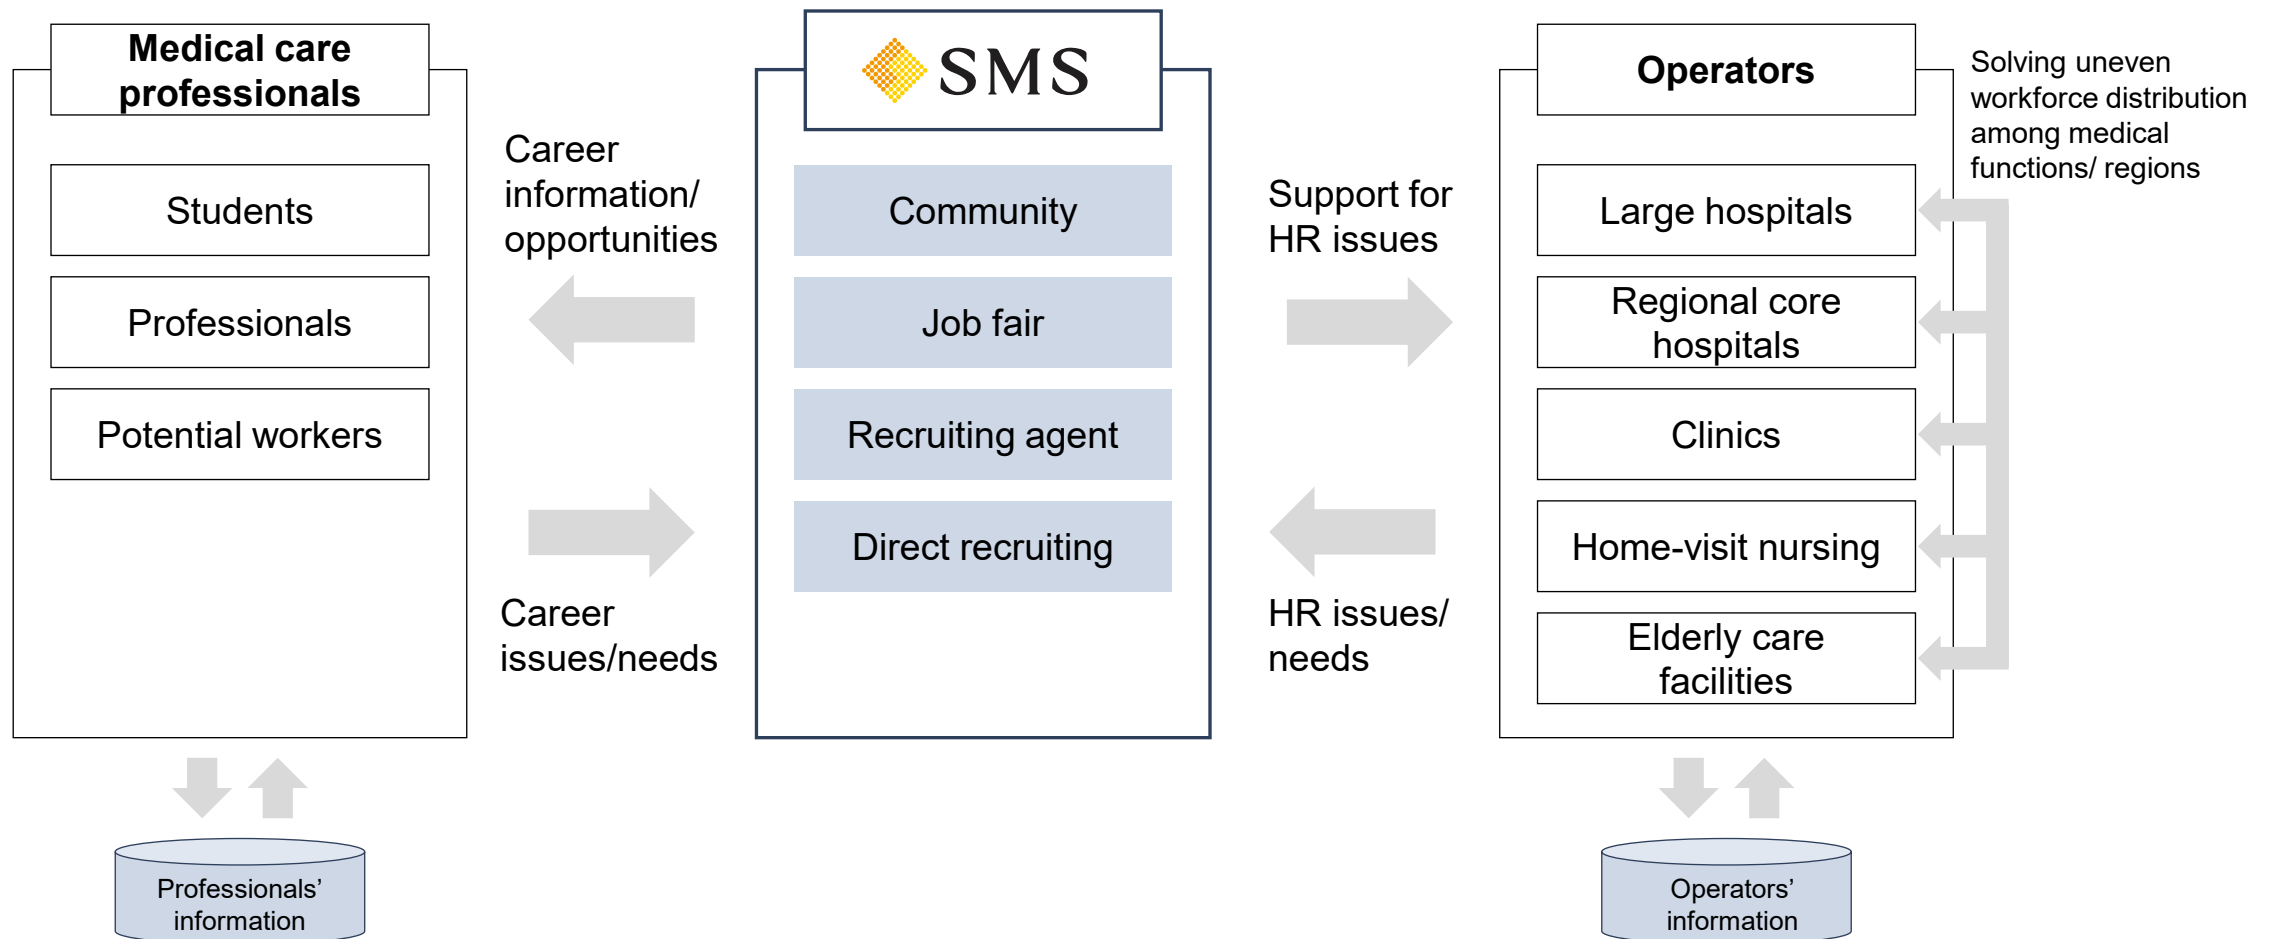 Medical care
professionals
Students
Professionals
Potential workers
Career
information/
opportunities
Career
issues/needs
SMS
Community
Job fair
Recruiting agent
Direct recruiting
Support for
HR issues
HR issues/
needs
Operators
Large hospitals
Regional core
hospitals
Clinics
Home-visit nursing
Elderly care
facilities
Solving uneven
workforce distribution
among medical
functions/ regions
Professionals’
information
Operators’
information